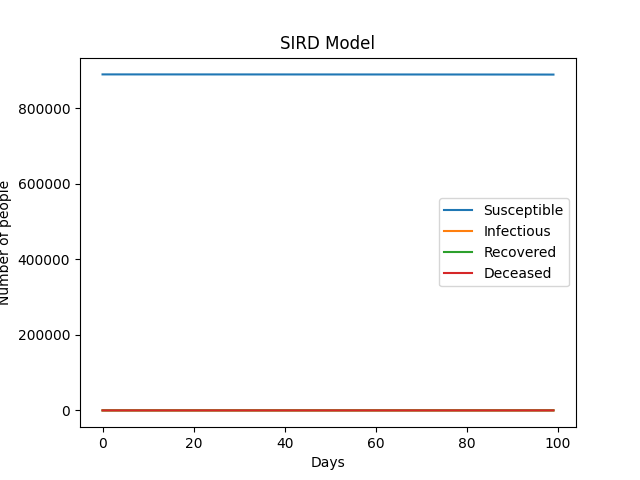 SIRD Model
800000
600000
400000
200000
0
Number of people
Susceptible
Infectious
Recovered
Deceased
0 20 40 60 80 100
Days